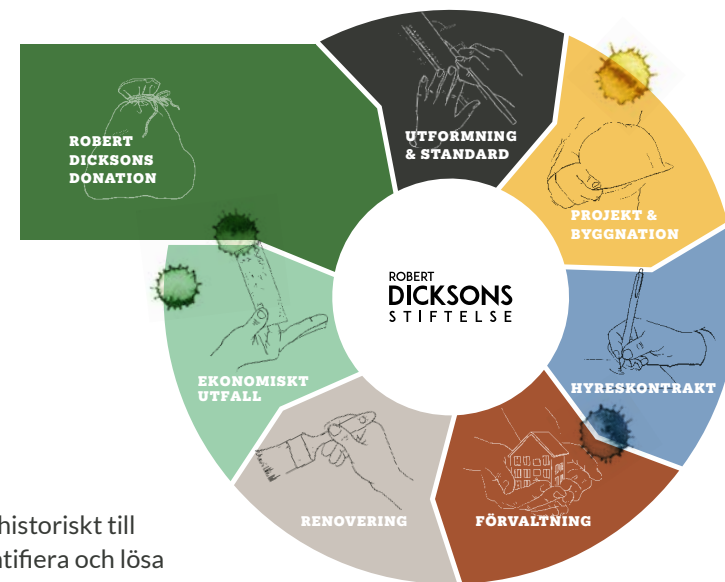 ROBERT
DICKSONS
DONATION
UTFORMNING
& STANDARD
PROJEKT &
BYGGNATION
HYRESKONTRAKT
FÖRVALTNING
RENOVERING
EKONOMISKT
UTFALL
ROBERT
DICKSONS
STIFTELSE
historiskt till
och lösa